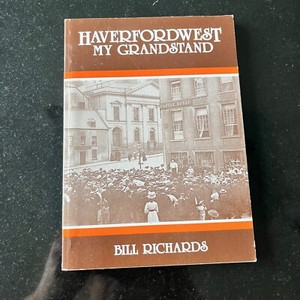 HAVERFORDWEST
MY GRANDSTAND
BILL RICHARDS